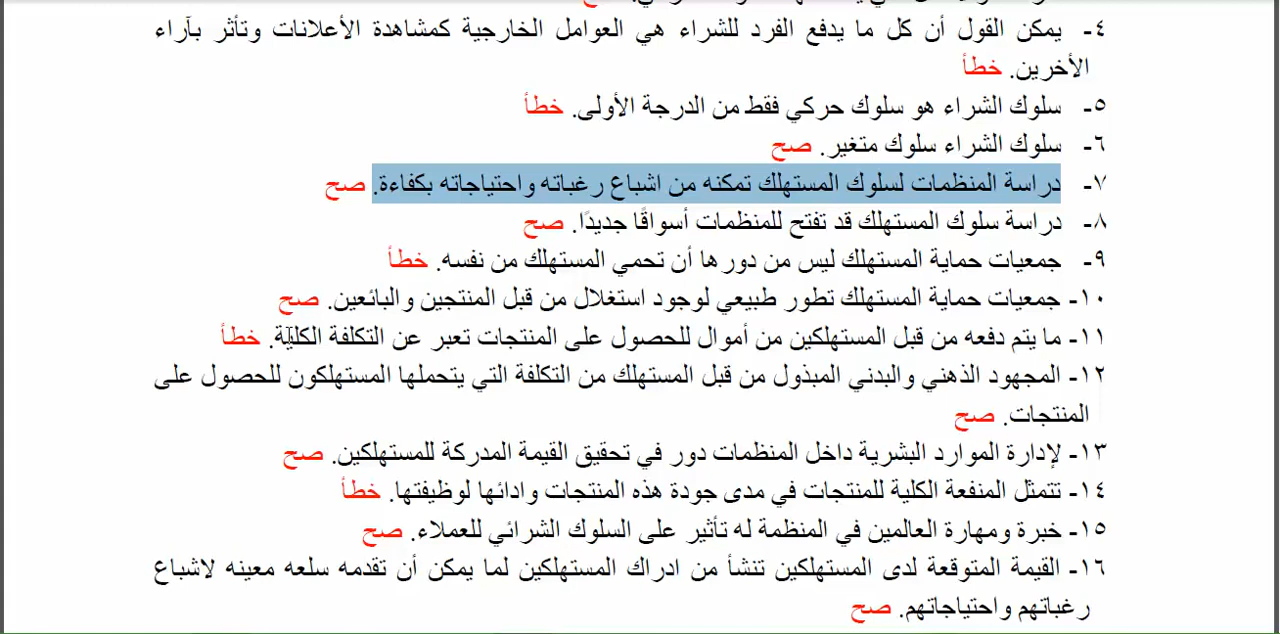 ٤- يمكن القول أن كل ما يدفع الفرد للشراء هي العوامل الخارجية كمشاهدة الأعلانات وتأثر بآراء
الأخرين. خطأ
٥- سلوك الشراء هو سلوك حركي فقط من الدرجة الأولى. خطأ
٦- سلوك الشراء سلوك متغير. صح
٧- دراسة المنظمات لسلوك المستهلك تمكنه من اشباع رغباته واحتياجاته بكفاءة. صح
٨- دراسة سلوك المستهلك قد تفتح للمنظمات أسواقًا جديدًا. صح
٩- جمعيات حماية المستهلك ليس من دورها أن تحمي المستهلك من نفسه. خطأ
١٠- جمعيات حماية المستهلك تطور طبيعي لوجود استغلال من قبل المنتجين والبائعين. صح
١١- ما يتم دفعه من قبل المستهلكين من أموال للحصول على المنتجات تعبر عن التكلفة الكلية. خطأ
١٢- المجهود الذهني والبدني المبذول من قبل المستهلك من التكلفة التي يتحملها المستهلكون للحصول على
المنتجات. صح
١٣- لإدارة الموارد البشرية داخل المنظمات دور في تحقيق القيمة المدركة للمستهلكين. صح
١٤- تتمثل المنفعة الكلية للمنتجات في مدى جودة هذه المنتجات وادائها لوظيفتها. خطأ
١٥- خبرة ومهارة العالمين في المنظمة له تأثير على السلوك الشرائي للعملاء. صح
١٦- القيمة المتوقعة لدى المستهلكين تنشأ من ادراك المستهلكين لما يمكن أن تقدمه سلعه معينه لاشباع
رغباتهم واحتياجاتهم. صح